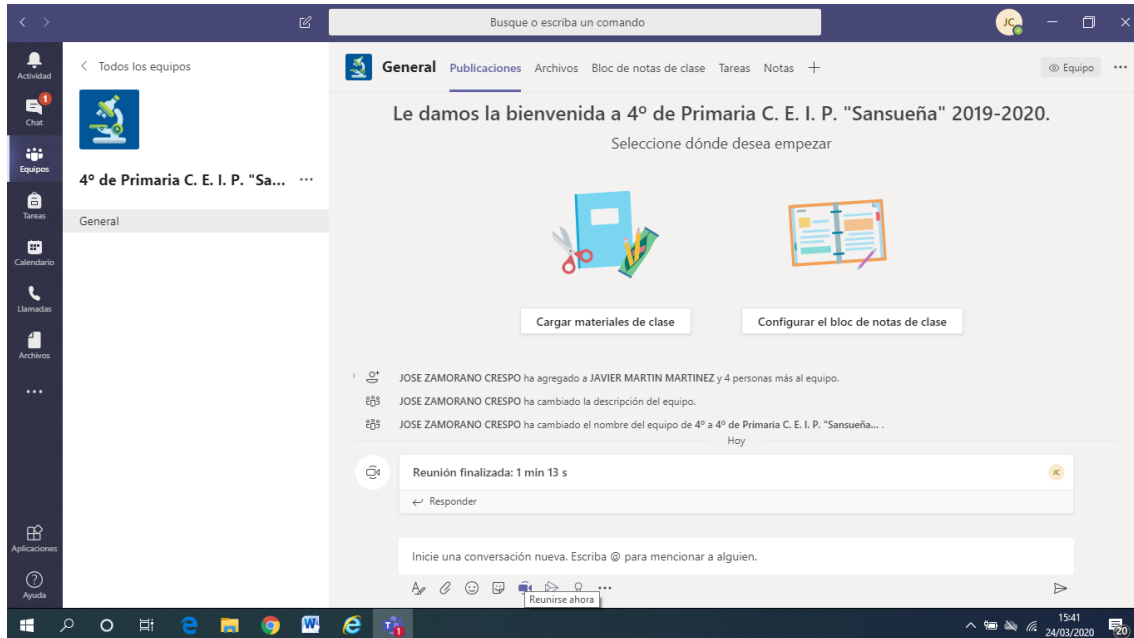 Busque o escriba un comando
JC
Actividad
1
Chat
Equipos
Tareas
Calendario
Llamadas
Archivos
Aplicaciones
Ayuda
Todos los equipos
4º de Primaria C. E. I. P. "Sa...
General
General Publicaciones Archivos Bloc de notas de clase Tareas Notas
Equipo
Le damos la bienvenida a 4º de Primaria C. E. I. P. "Sansueña" 2019-2020.
Seleccione dónde desea empezar
Cargar materiales de clase
Configurar el bloc de notas de clase
JOSE ZAMORANO CRESPO ha agregado a JAVIER MARTIN MARTINEZ y 4 personas más al equipo.
JOSE ZAMORANO CRESPO ha cambiado la descripción del equipo.
JOSE ZAMORANO CRESPO ha cambiado el nombre del equipo de 4º a 4º de Primaria C. E. I. P. "Sansueña... .
Hoy
Reunión finalizada: 1 min 13 s
JC
Responder
Inicie una conversación nueva. Escriba @ para mencionar a alguien.
Reunirse ahora
15:41
24/03/2020
20